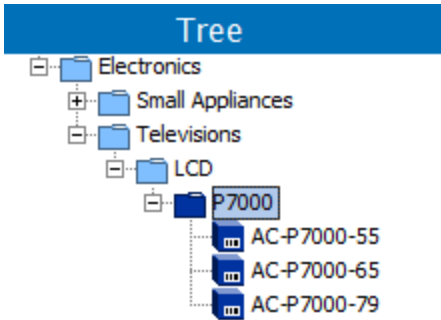 Tree
Electronics
Small Appliances
Televisions
LCD
P7000
AC-P7000-55
AC-P7000-65
AC-P7000-79